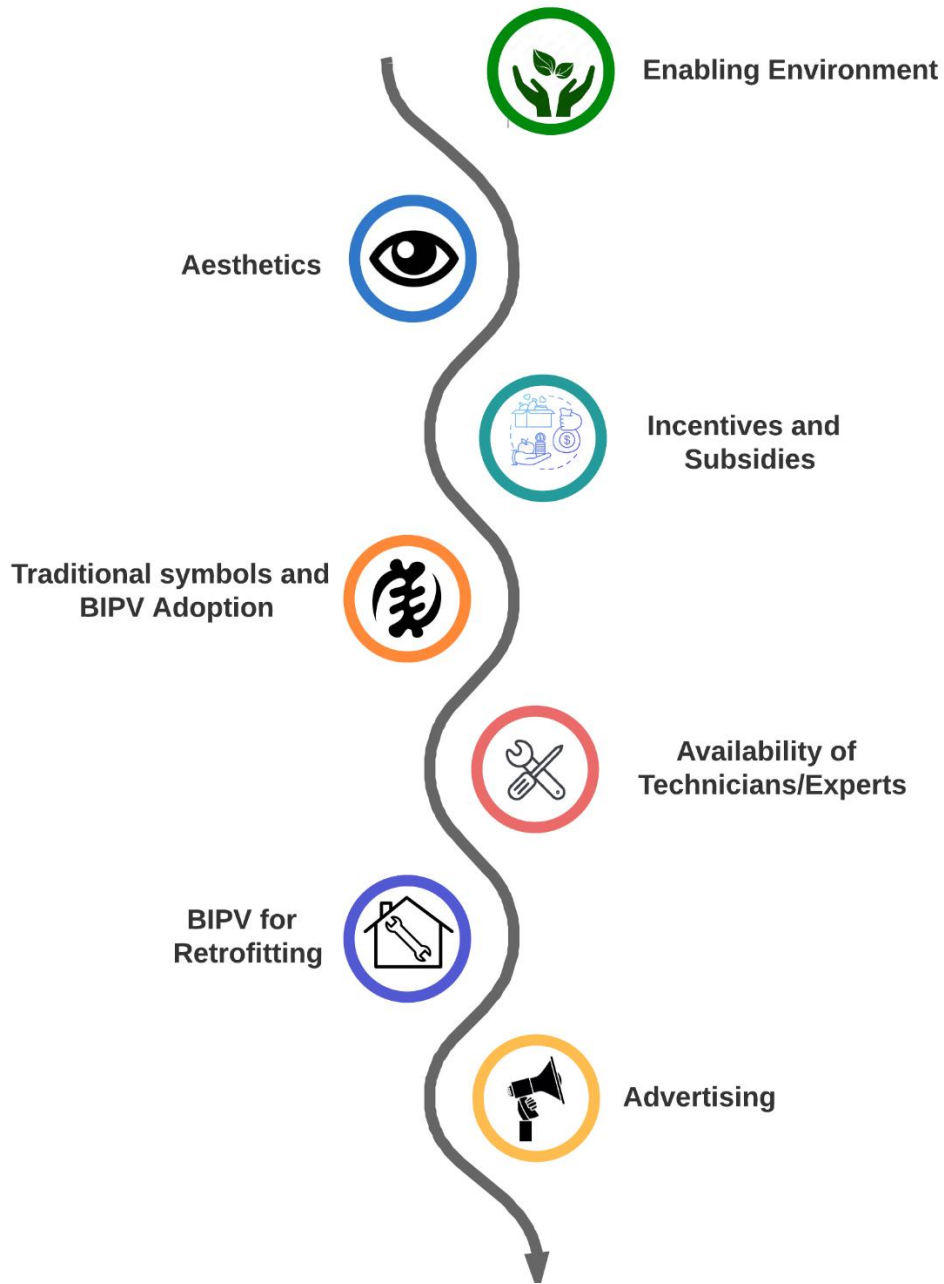 Enabling Environment
Aesthetics
Incentives and
Subsidies
Traditional symbols and
BIPV Adoption
Availability of
Technicians/Experts
BIPV for
Retrofitting
Advertising
$